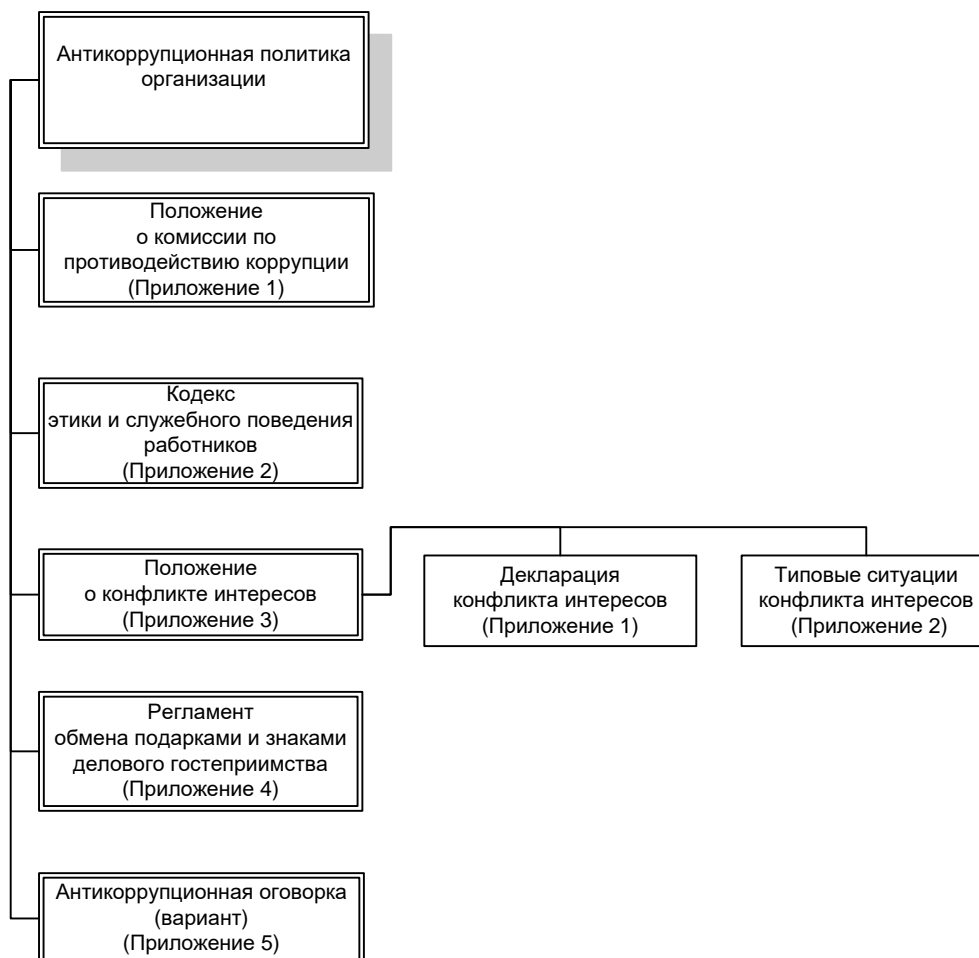 Антикоррупционная политика
организации
Положение
о комиссии по
противодействию коррупции
(Приложение 1)
Кодекс
этики и служебного поведения
работников
(Приложение 2)
Положение
о конфликте интересов
(Приложение 3)
Декларация
конфликта интересов
(Приложение 1)
Типовые ситуации
конфликта интересов
(Приложение 2)
Регламент
обмена подарками и знаками
делового гостеприимства
(Приложение 4)
Антикоррупционная оговорка
(вариант)
(Приложение 5)